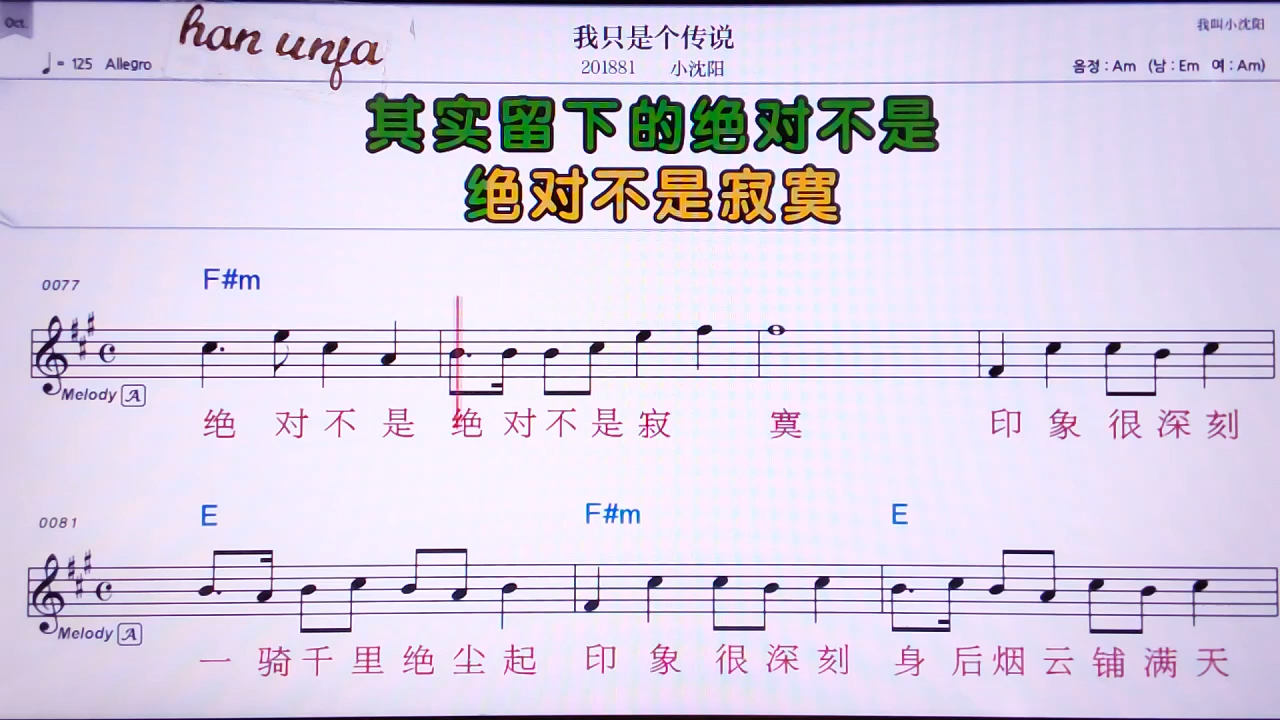 Oct.
han unfa
我只是个传说
我叫小沈阳
♩= 125 Allegro
201881 小沈阳
음정 : Am (남 : Em 여 : Am)
其实留下的绝对不是
绝对不是寂寞
0077
F#m
Melody A
绝 对 不 是 绝 对 不 是 寂 寞 印 象 很 深 刻
0081
E F#m E
Melody A
一 骑 千 里 绝 尘 起 印 象 很 深 刻 身 后 烟 云 铺 满 天